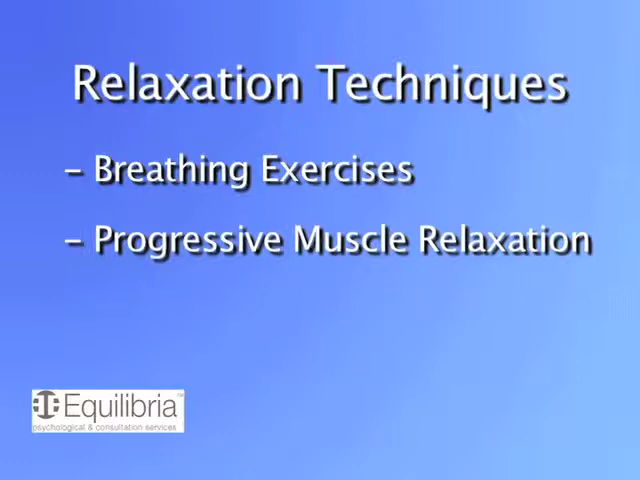 Relaxation Techniques
- Breathing Exercises
- Progressive Muscle Relaxation
Equilibria
psychological & consultation services